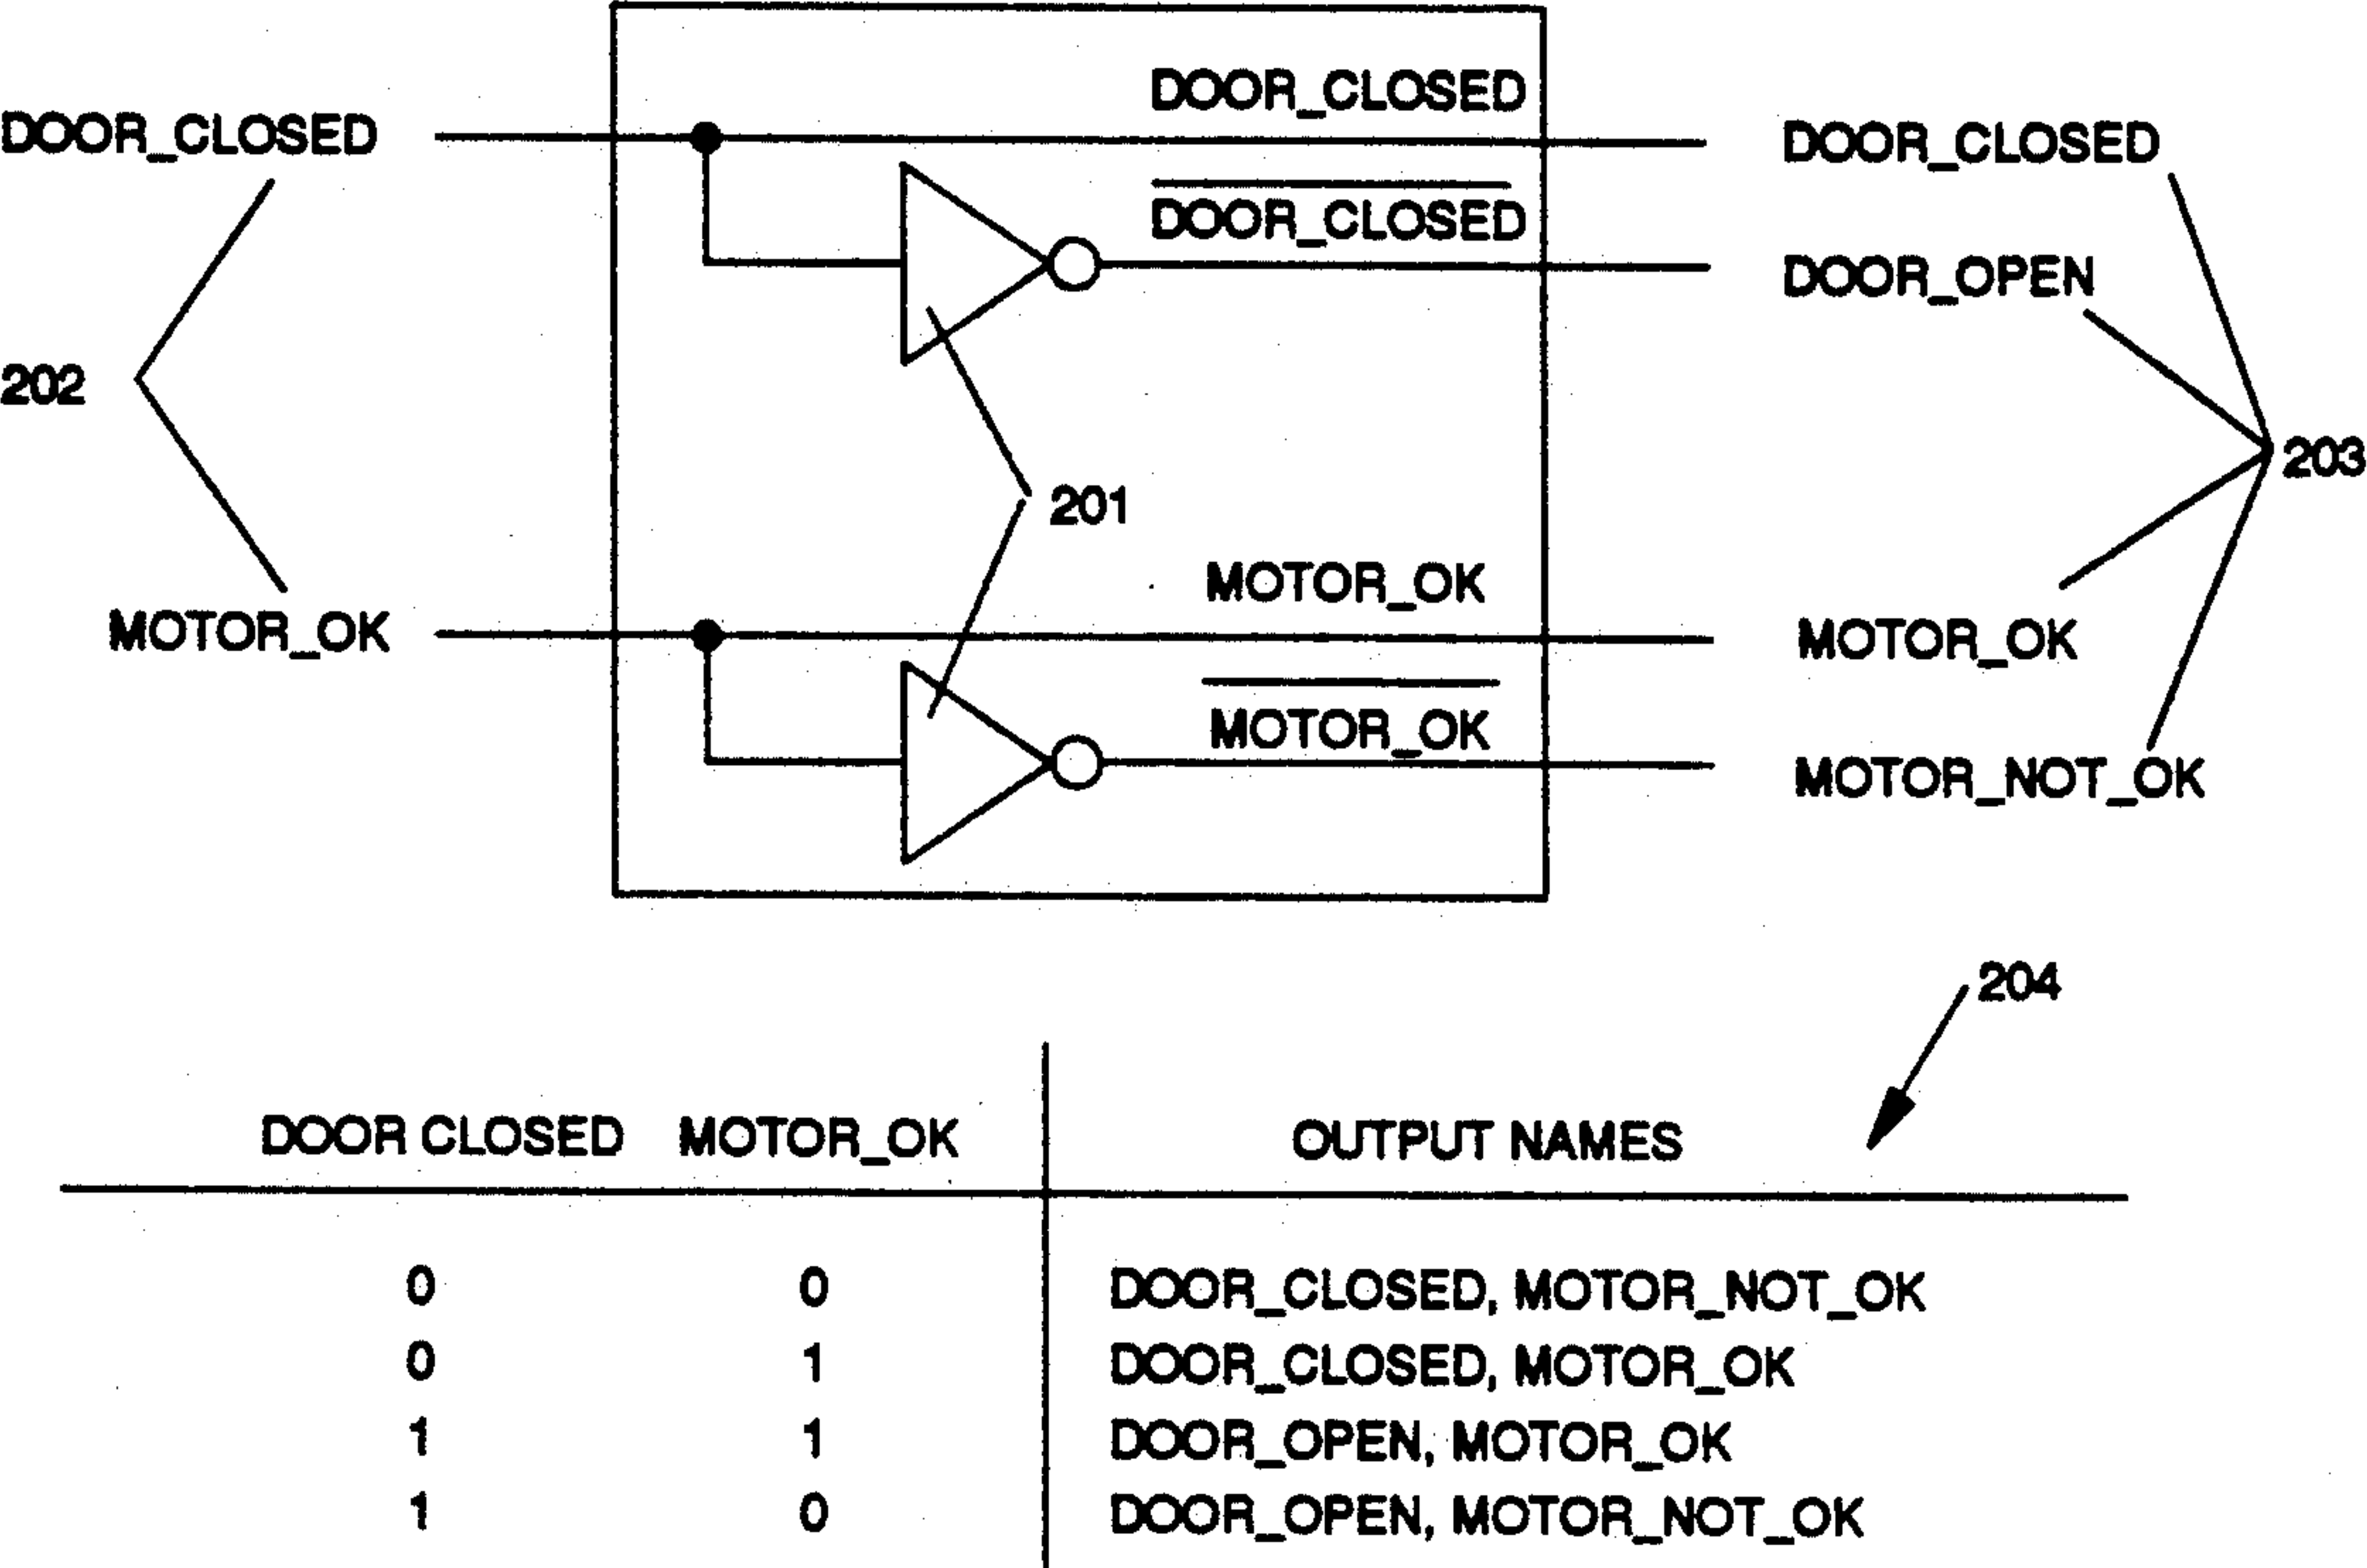 DOOR_CLOSED
DOOR_CLOSED
DOOR_CLOSED
DOOR_CLOSED
DOOR_OPEN
202
203
201
MOTOR_OK
MOTOR_OK
MOTOR_OK
MOTOR_OK
MOTOR_NOT_OK
204
DOOR CLOSED MOTOR_OK OUTPUT NAMES
0 0 DOOR_CLOSED, MOTOR_NOT_OK
0 1 DOOR_CLOSED, MOTOR_OK
1 1 DOOR_OPEN, MOTOR_OK
1 0 DOOR_OPEN, MOTOR_NOT_OK